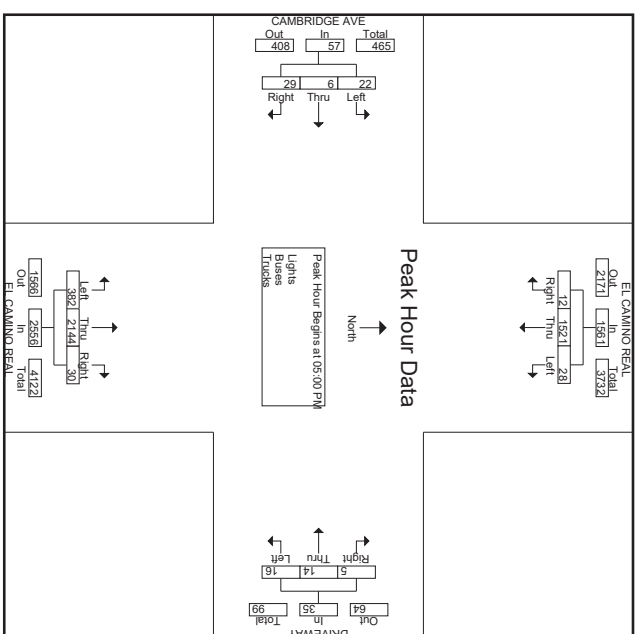 CAMBRIDGE AVE
Out In Total
408 57 465
29 6 22
Right Thru Left
Peak Hour Data
North
Peak Hour Begins at 05:00 PM
Lights
Buses
Trucks
EL CAMINO REAL
Out In Total
2171 1561 3732
12 1521 28
Right Thru Left
Left Thru Right
382 2144 30
Out In Total
1566 2556 4122
EL CAMINO REAL
Left Thru Right
16 14 5
Total In Out
99 35 64
DRIVEWAY